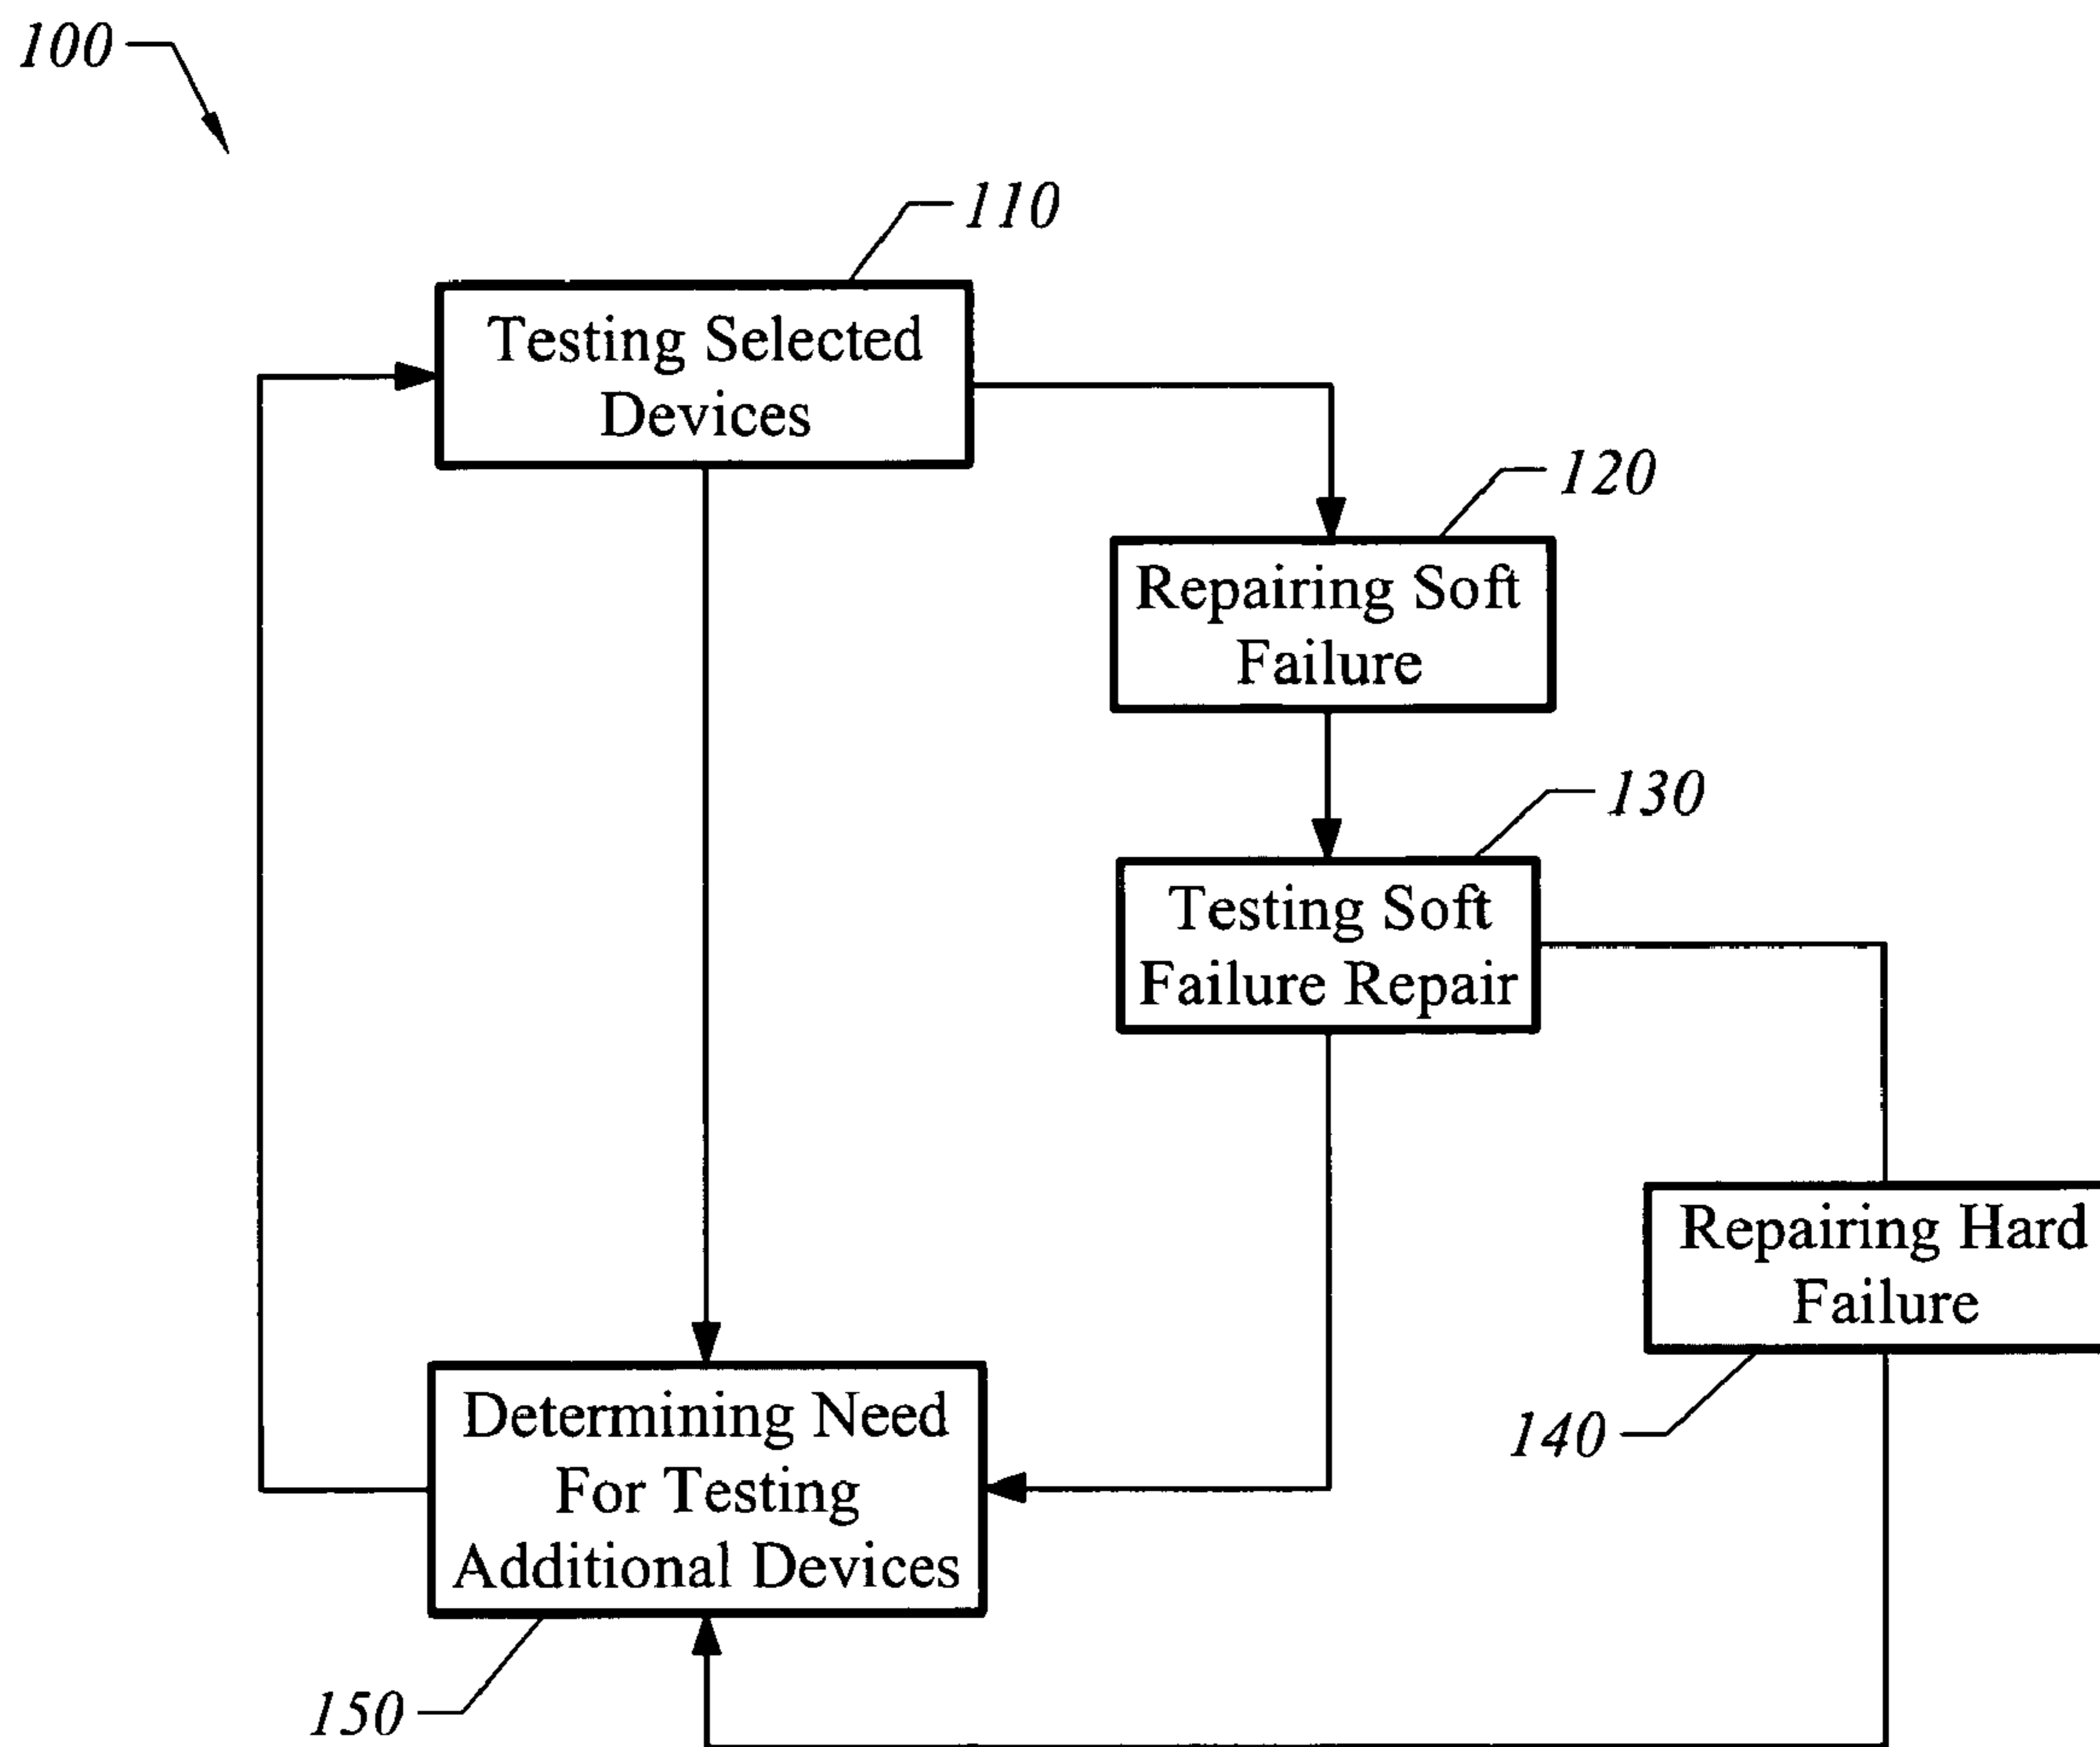 100
110
Testing Selected
Devices
120
Repairing Soft
Failure
130
Testing Soft
Failure Repair
Repairing Hard
Failure
140
Determining Need
For Testing
Additional Devices
150